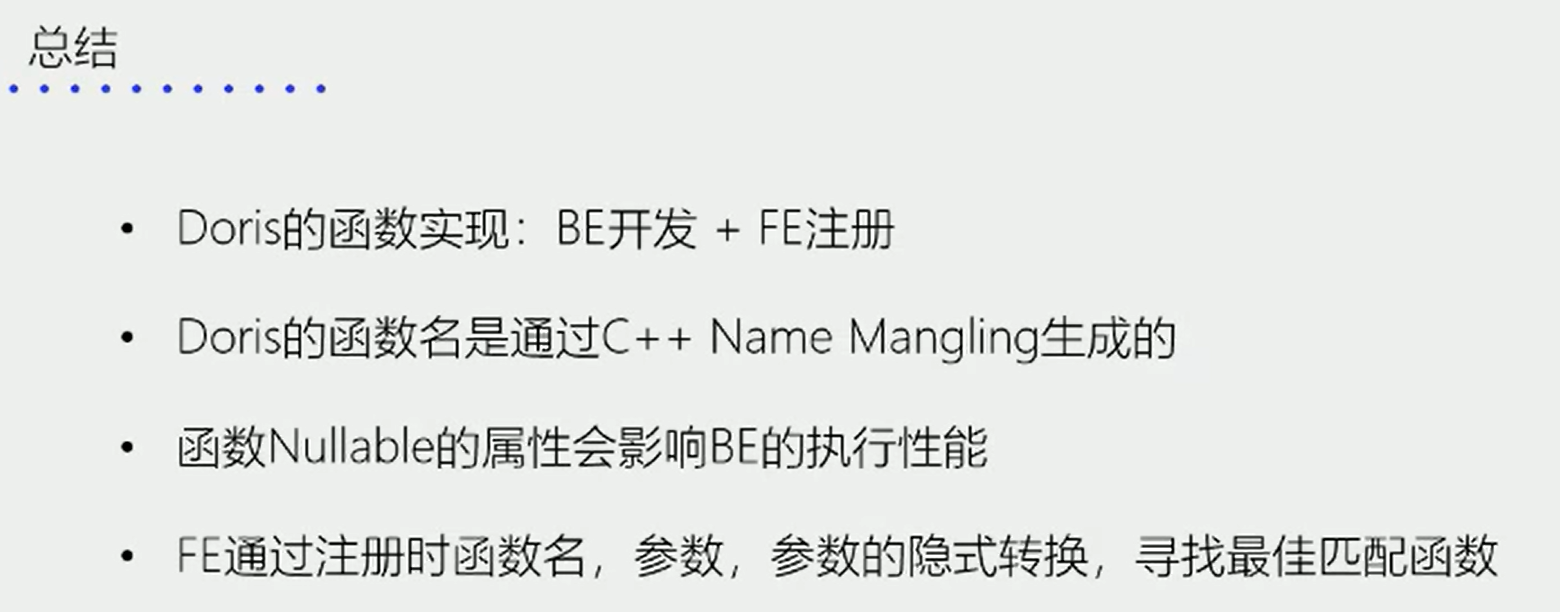 总结
• Doris的函数实现：BE开发 + FE注册
• Doris的函数名是通过C++ Name Mangling生成的
• 函数Nullable的属性会影响BE的执行性能
• FE通过注册时函数名，参数，参数的隐式转换，寻找最佳匹配函数